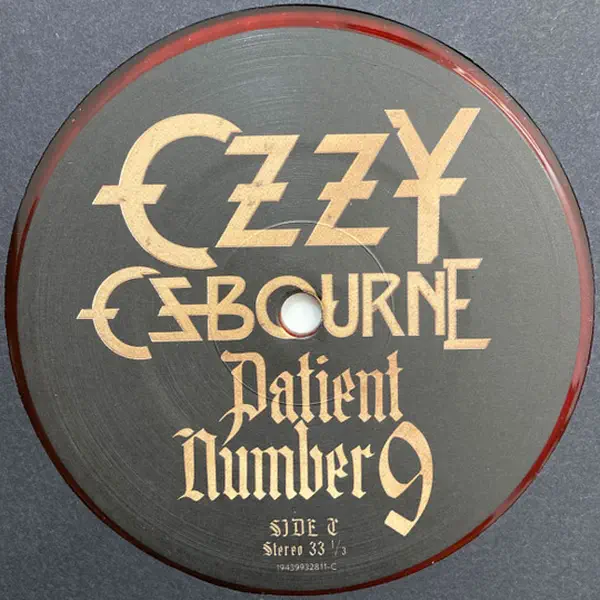 OZZY
OSBOURNE
Patient
Number 9
SIDE C
Stereo 33 1/3
19439932811-C